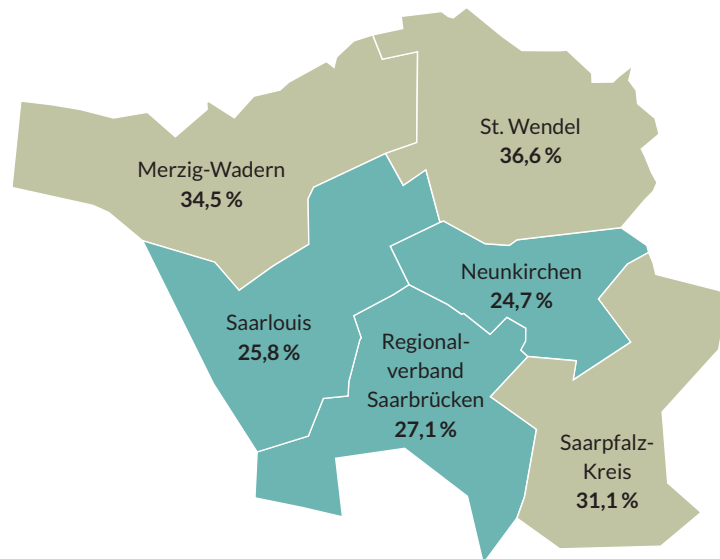 St. Wendel
36,6 %
Merzig-Wadern
34,5 %
Neunkirchen
24,7 %
Saarlouis
25,8 %
Regional-
verband
Saarbrücken
27,1 %
Saarpfalz-
Kreis
31,1 %